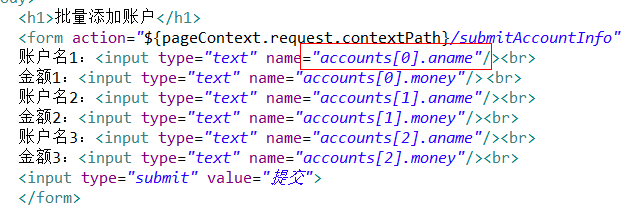 ody>
<h1>批量添加账户</h1>
<form action="${pageContext.request.contextPath}/submitAccountInfo"
账户名1：<input type="text" name="accounts[0].aname"/><br>
金额1：<input type="text" name="accounts[0].money"/><br>
账户名2：<input type="text" name="accounts[1].aname"/><br>
金额2：<input type="text" name="accounts[1].money"/><br>
账户名3：<input type="text" name="accounts[2].aname"/><br>
金额3：<input type="text" name="accounts[2].money"/><br>
<input type="submit" value="提交">
</form>